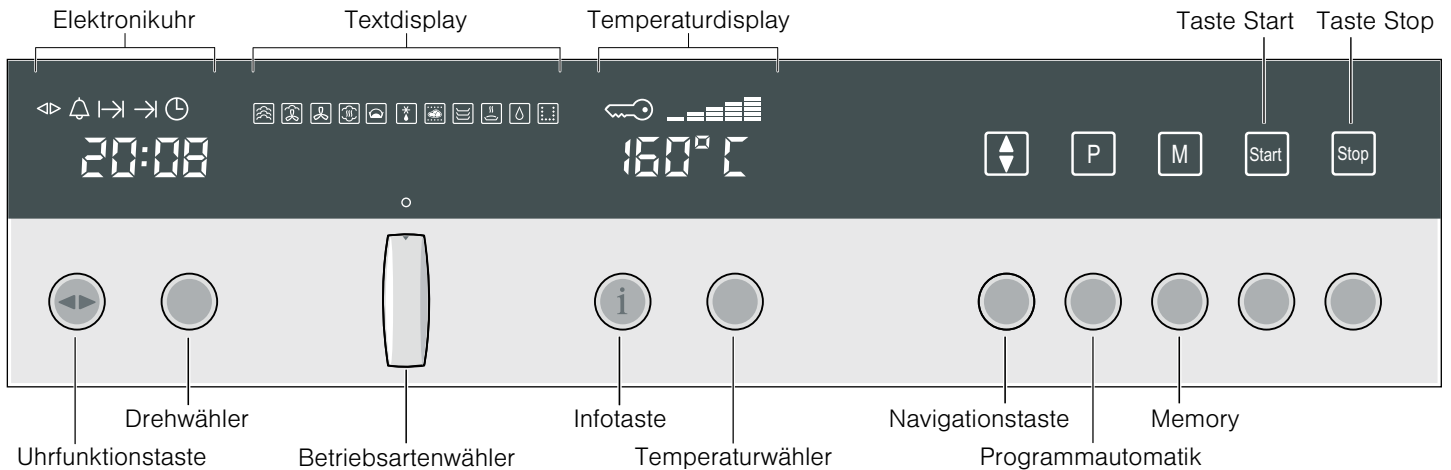 Elektronikuhr Textdisplay Temperaturdisplay Taste Start Taste Stop
20:08 160°C P M Start Stop
i
Drehwähler Infotaste Navigationstaste Memory
Uhrfunktionstaste Betriebsartenwähler Temperaturwähler Programmautomatik